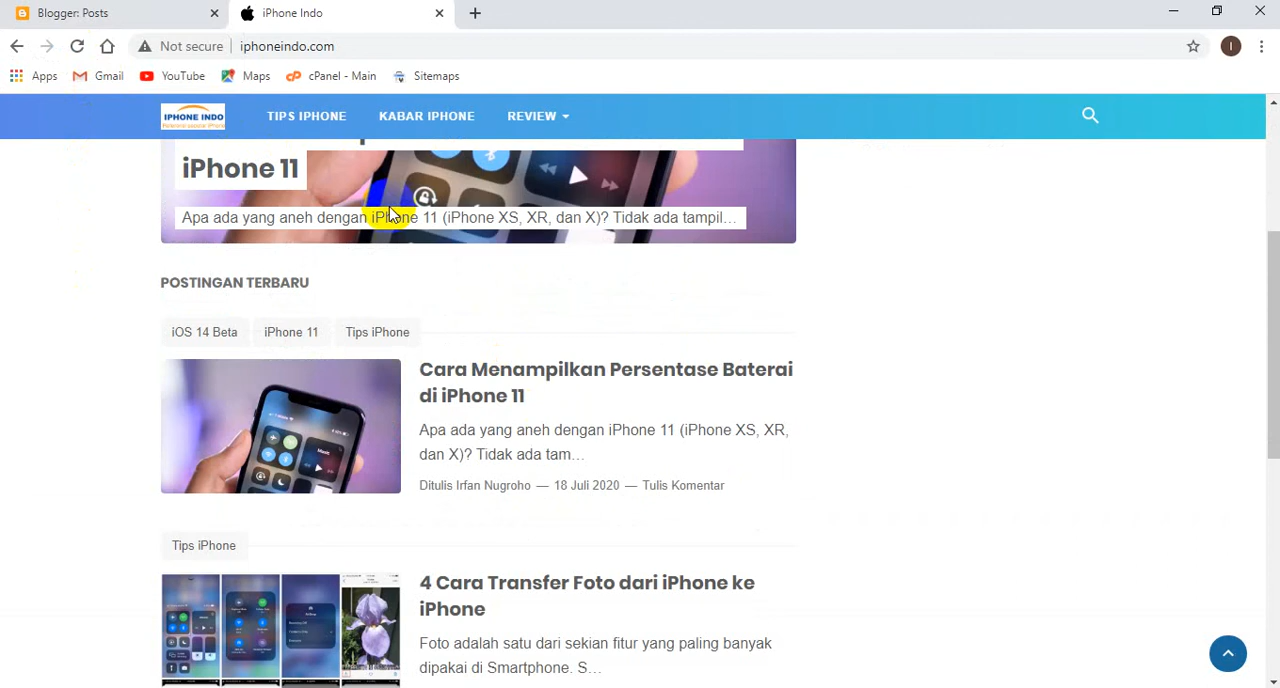 Blogger: Posts
iPhone Indo
Not secure
iphoneindo.com
I
Apps
Gmail
YouTube
Maps
cPanel - Main
Sitemaps
IPHONE INDO
TIPS IPHONE
KABAR IPHONE
REVIEW
iPhone 11
Apa ada yang aneh dengan iPhone 11 (iPhone XS, XR, dan X)? Tidak ada tampil...
POSTINGAN TERBARU
iOS 14 Beta
iPhone 11
Tips iPhone
Cara Menampilkan Persentase Baterai
di iPhone 11
Apa ada yang aneh dengan iPhone 11 (iPhone XS, XR,
dan X)? Tidak ada tam...
Ditulis Irfan Nugroho — 18 Juli 2020 — Tulis Komentar
Tips iPhone
4 Cara Transfer Foto dari iPhone ke
iPhone
Foto adalah satu dari sekian fitur yang paling banyak
dipakai di Smartphone. S...